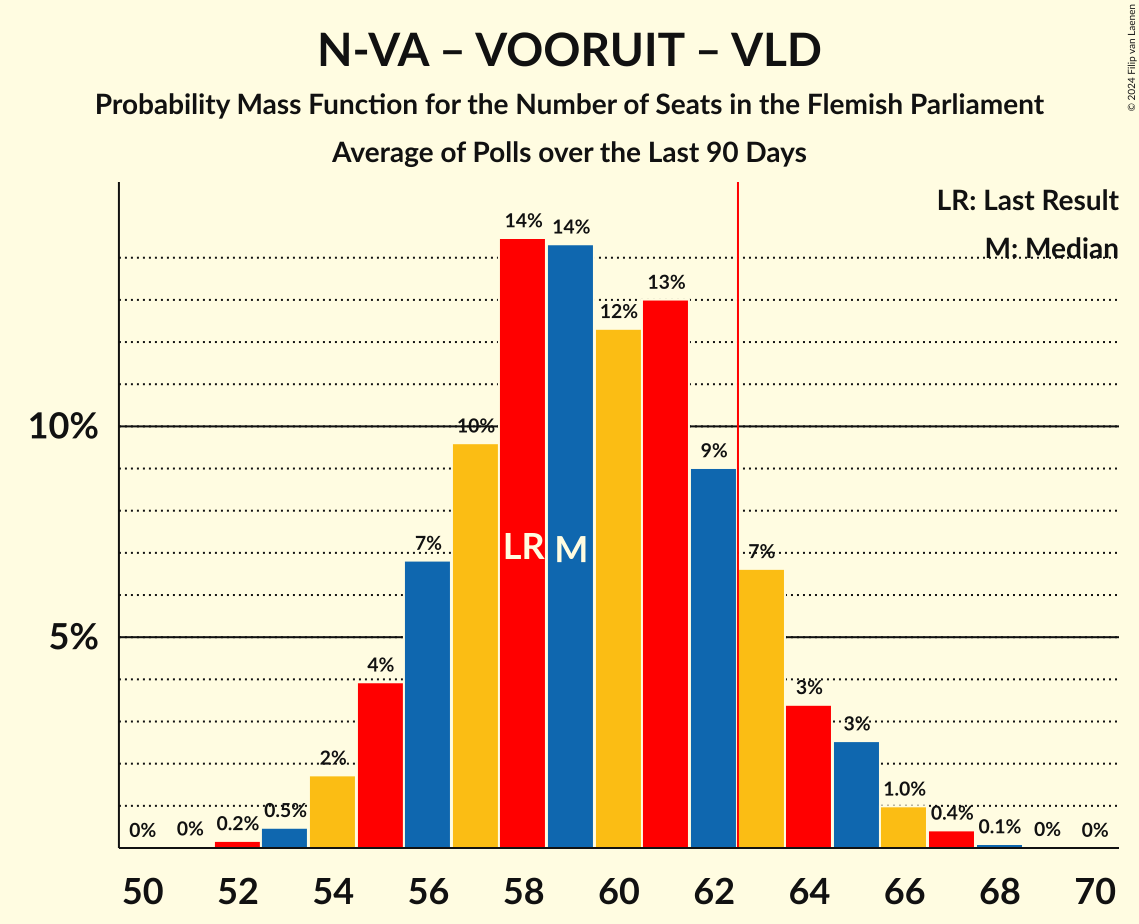 N-VA – VOORUIT – VLD
Probability Mass Function for the Number of Seats in the Flemish Parliament
Average of Polls over the Last 90 Days
© 2024 Filip van Laenen
LR: Last Result
M: Median
14%
14%
13%
12%
10%
10%
9%
7%
LR
M
7%
5%
4%
3%
3%
2%
1.0%
0%
0%
0.2%
0.5%
0.4%
0.1%
0%
0%
50 52 54 56 58 60 62 64 66 68 70